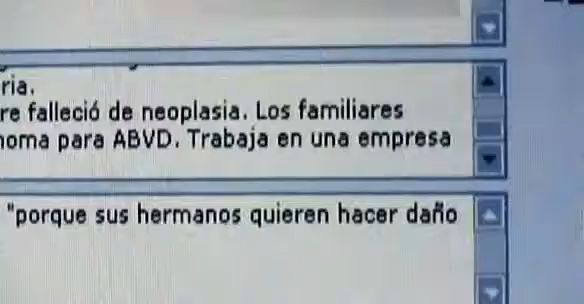 ria.
re falleció de neoplasia. Los familiares
noma para ABVD. Trabaja en una empresa
"porque sus hermanos quieren hacer daño